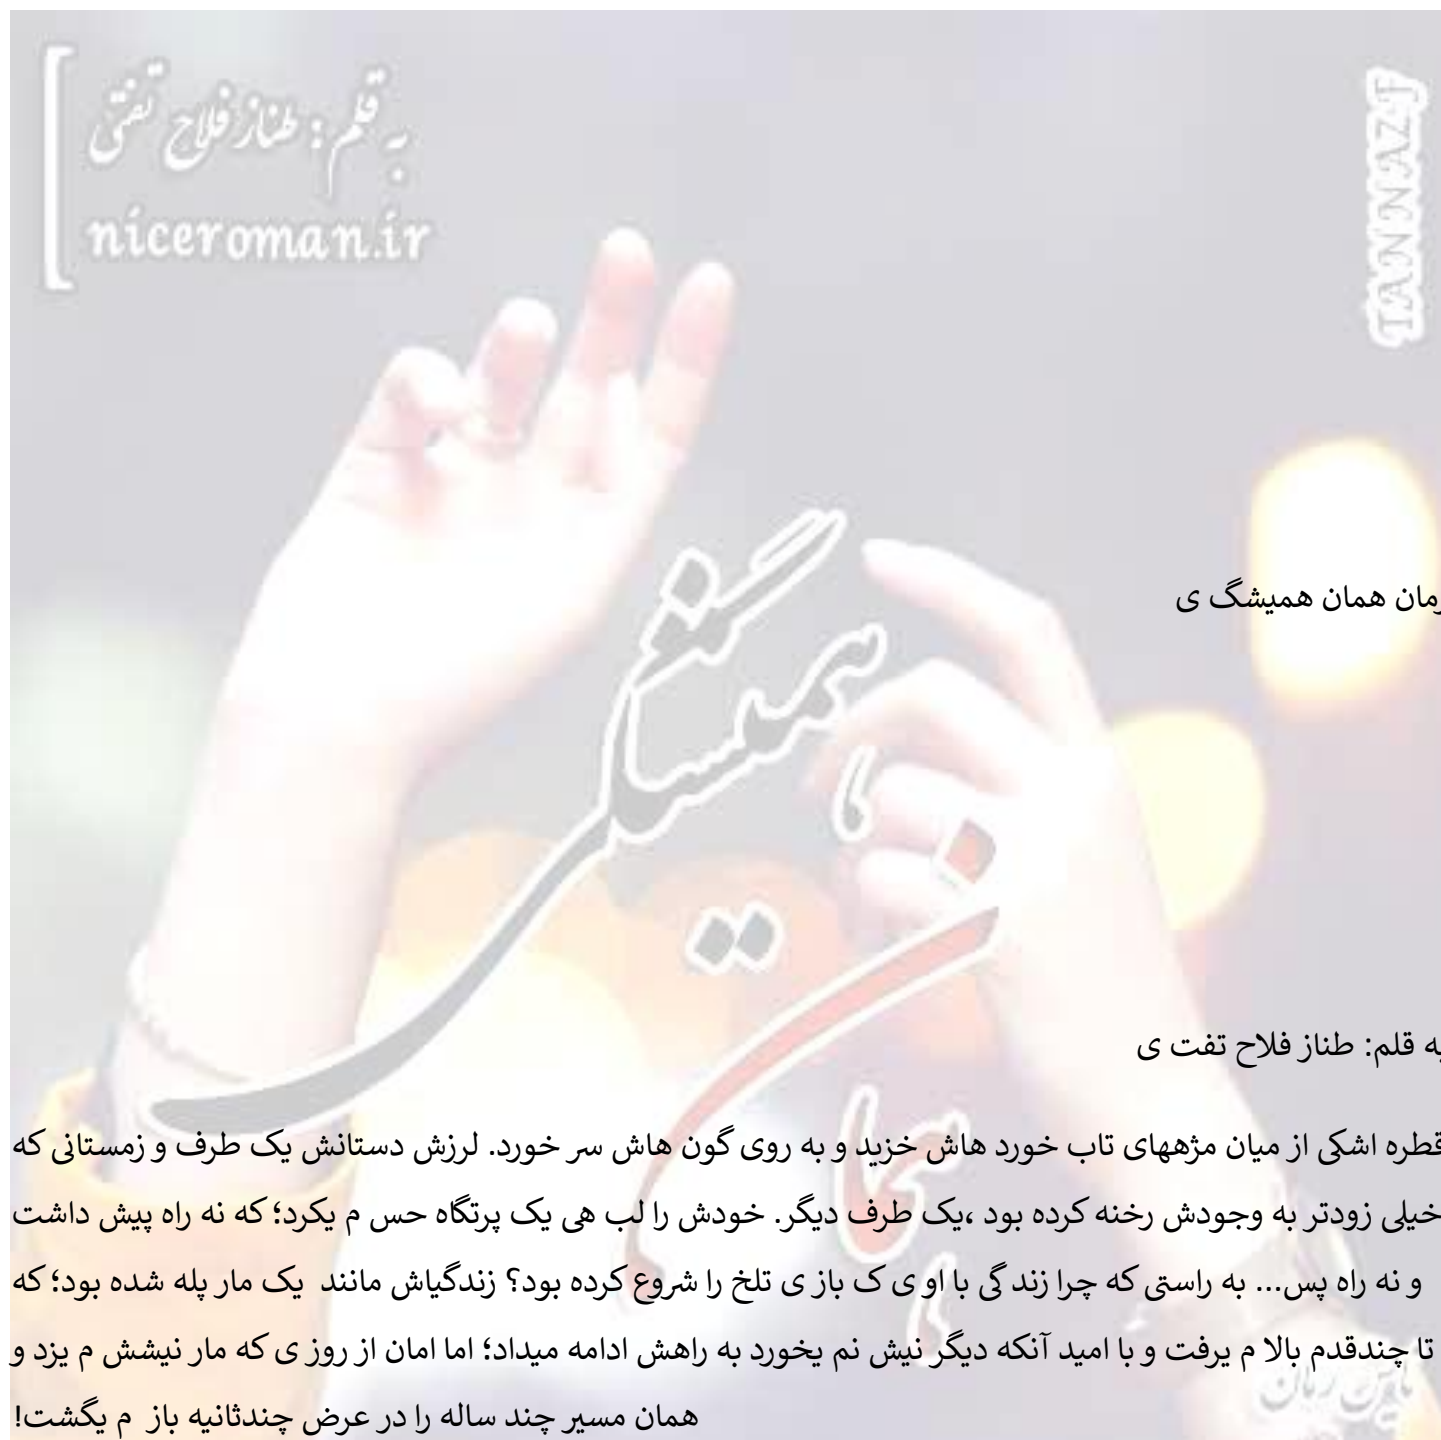 به قلم: طناز فلاح تفتی
niceroman.ir
TANNAZ.F
رمان همان همیشگ ی
همیشگی
همان
به قلم: طناز فلاح تفت ی
قطره اشکی از میان مژههای تاب خورد هاش خزید و به روی گون هاش سر خورد. لرزش دستانش یک طرف و زمستانی که
خیلی زودتر به وجودش رخنه کرده بود ،یک طرف دیگر. خودش را لب هی یک پرتگاه حس م یکرد؛ که نه راه پیش داشت
و نه راه پس... به راستی که چرا زند گی با او ی ک باز ی تلخ را شروع کرده بود؟ زندگیاش مانند یک مار پله شده بود؛ که
تا چندقدم بالا م یرفت و با امید آنکه دیگر نیش نم یخورد به راهش ادامه میداد؛ اما امان از روز ی که مار نیشش م یزد و
همان مسیر چند ساله را در عرض چندثانیه باز م یگشت!